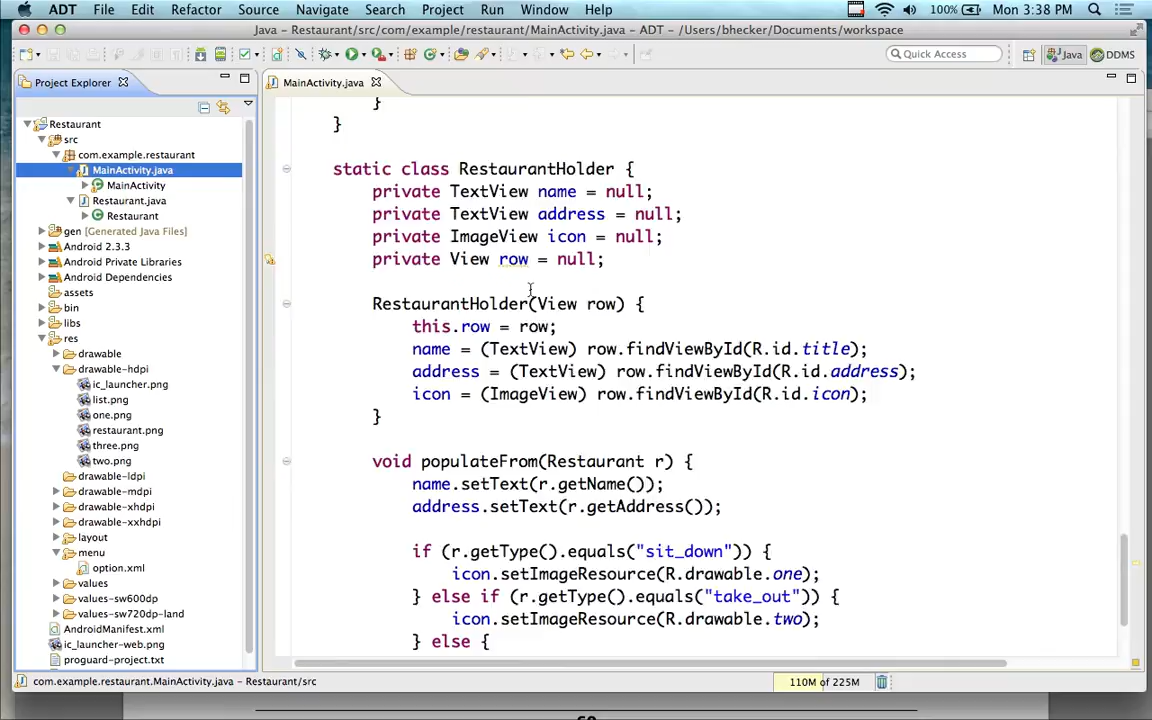 ADT File Edit Refactor Source Navigate Search Project Run Window Help 100% Mon 3:38 PM
Java - Restaurant/src/com/example/restaurant/MainActivity.java - ADT - /Users/bhecker/Documents/workspace
Quick Access Java DDMS
Project Explorer
Restaurant
src
com.example.restaurant
MainActivity.java
MainActivity
Restaurant.java
Restaurant
gen [Generated Java Files]
Android 2.3.3
Android Private Libraries
Android Dependencies
assets
bin
libs
res
drawable
drawable-hdpi
ic_launcher.png
list.png
one.png
restaurant.png
three.png
two.png
drawable-ldpi
drawable-mdpi
drawable-xhdpi
drawable-xxhdpi
layout
menu
option.xml
values
values-sw600dp
values-sw720dp-land
AndroidManifest.xml
ic_launcher-web.png
proguard-project.txt
MainActivity.java
}
}
static class RestaurantHolder {
private TextView name = null;
private TextView address = null;
private ImageView icon = null;
private View row = null;
RestaurantHolder(View row) {
this.row = row;
name = (TextView) row.findViewById(R.id.title);
address = (TextView) row.findViewById(R.id.address);
icon = (ImageView) row.findViewById(R.id.icon);
}
void populateFrom(Restaurant r) {
name.setText(r.getName());
address.setText(r.getAddress());
if (r.getType().equals("sit_down")) {
icon.setImageResource(R.drawable.one);
} else if (r.getType().equals("take_out")) {
icon.setImageResource(R.drawable.two);
} else {
com.example.restaurant.MainActivity.java - Restaurant/src
110M of 225M